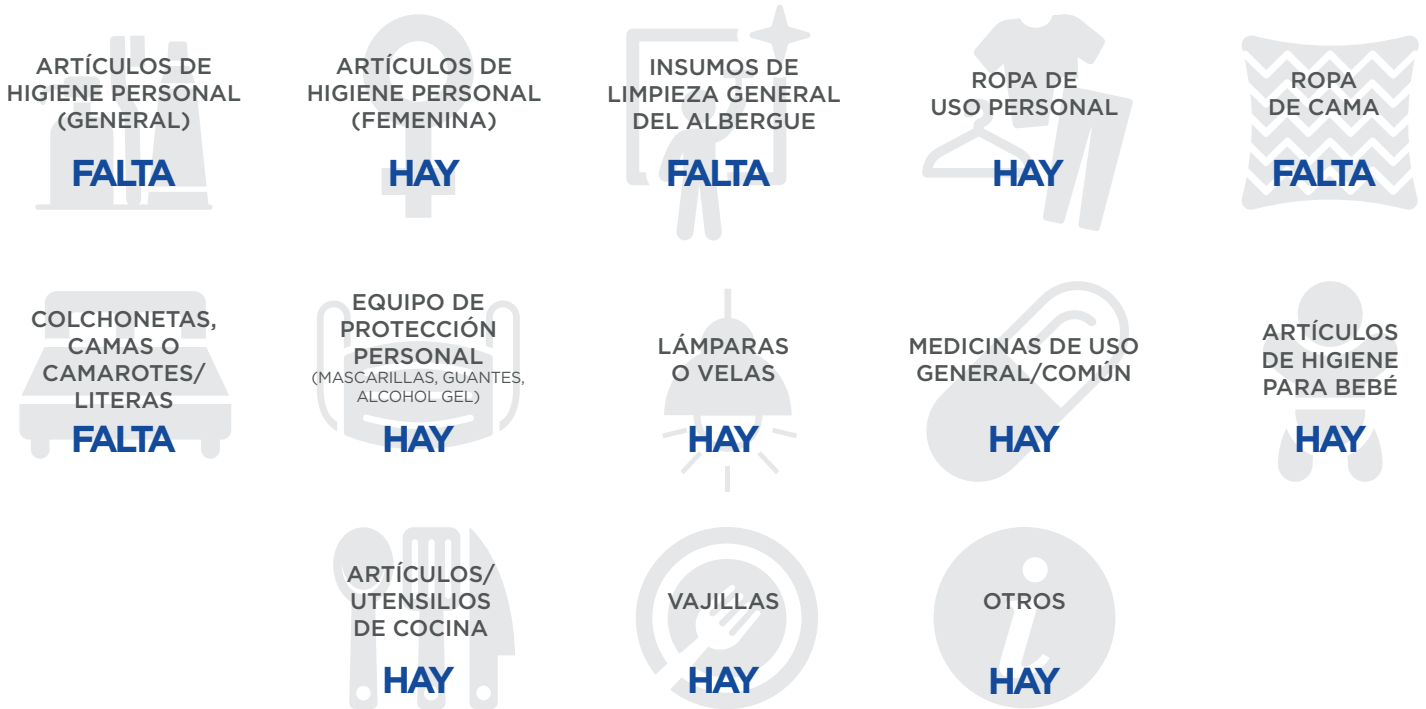 ARTÍCULOS DE
HIGIENE PERSONAL
(GENERAL)
FALTA
ARTÍCULOS DE
HIGIENE PERSONAL
(FEMENINA)
HAY
INSUMOS DE
LIMPIEZA GENERAL
DEL ALBERGUE
FALTA
ROPA DE
USO PERSONAL
HAY
ROPA
DE CAMA
FALTA
COLCHONETAS,
CAMAS O
CAMAROTES/
LITERAS
FALTA
EQUIPO DE
PROTECCIÓN
PERSONAL
(MASCARILLAS, GUANTES,
ALCOHOL GEL)
HAY
LÁMPARAS
O VELAS
HAY
MEDICINAS DE USO
GENERAL/COMÚN
HAY
ARTÍCULOS
DE HIGIENE
PARA BEBÉ
HAY
ARTÍCULOS/
UTENSILIOS
DE COCINA
HAY
VAJILLAS
HAY
OTROS
HAY